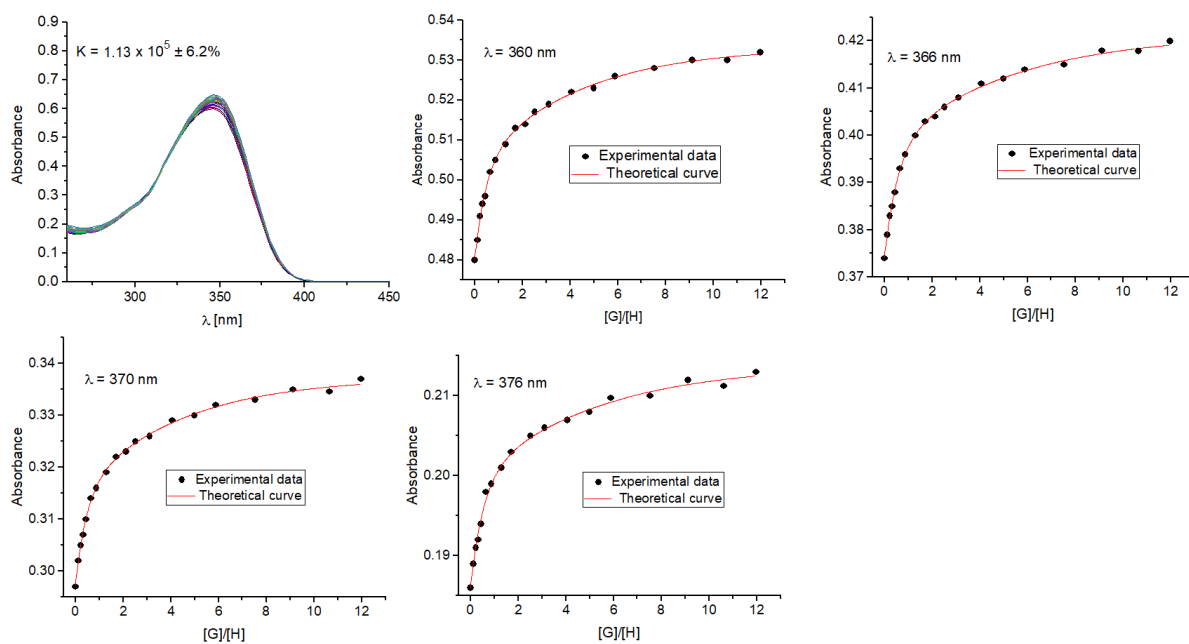 K = 1.13 x 10⁵ ± 6.2%
Absorbance
0.9
0.8
0.7
0.6
0.5
0.4
0.3
0.2
0.1
0.0
300 350 400 450
λ [nm]
λ = 360 nm
Absorbance
0.54
0.53
0.52
0.51
0.50
0.49
0.48
Experimental data
Theoretical curve
0 2 4 6 8 10 12
[G]/[H]
λ = 366 nm
Absorbance
0.42
0.41
0.40
0.39
0.38
0.37
Experimental data
Theoretical curve
0 2 4 6 8 10 12
[G]/[H]
λ = 370 nm
Absorbance
0.34
0.33
0.32
0.31
0.30
Experimental data
Theoretical curve
0 2 4 6 8 10 12
[G]/[H]
λ = 376 nm
Absorbance
0.21
0.20
0.19
Experimental data
Theoretical curve
0 2 4 6 8 10 12
[G]/[H]